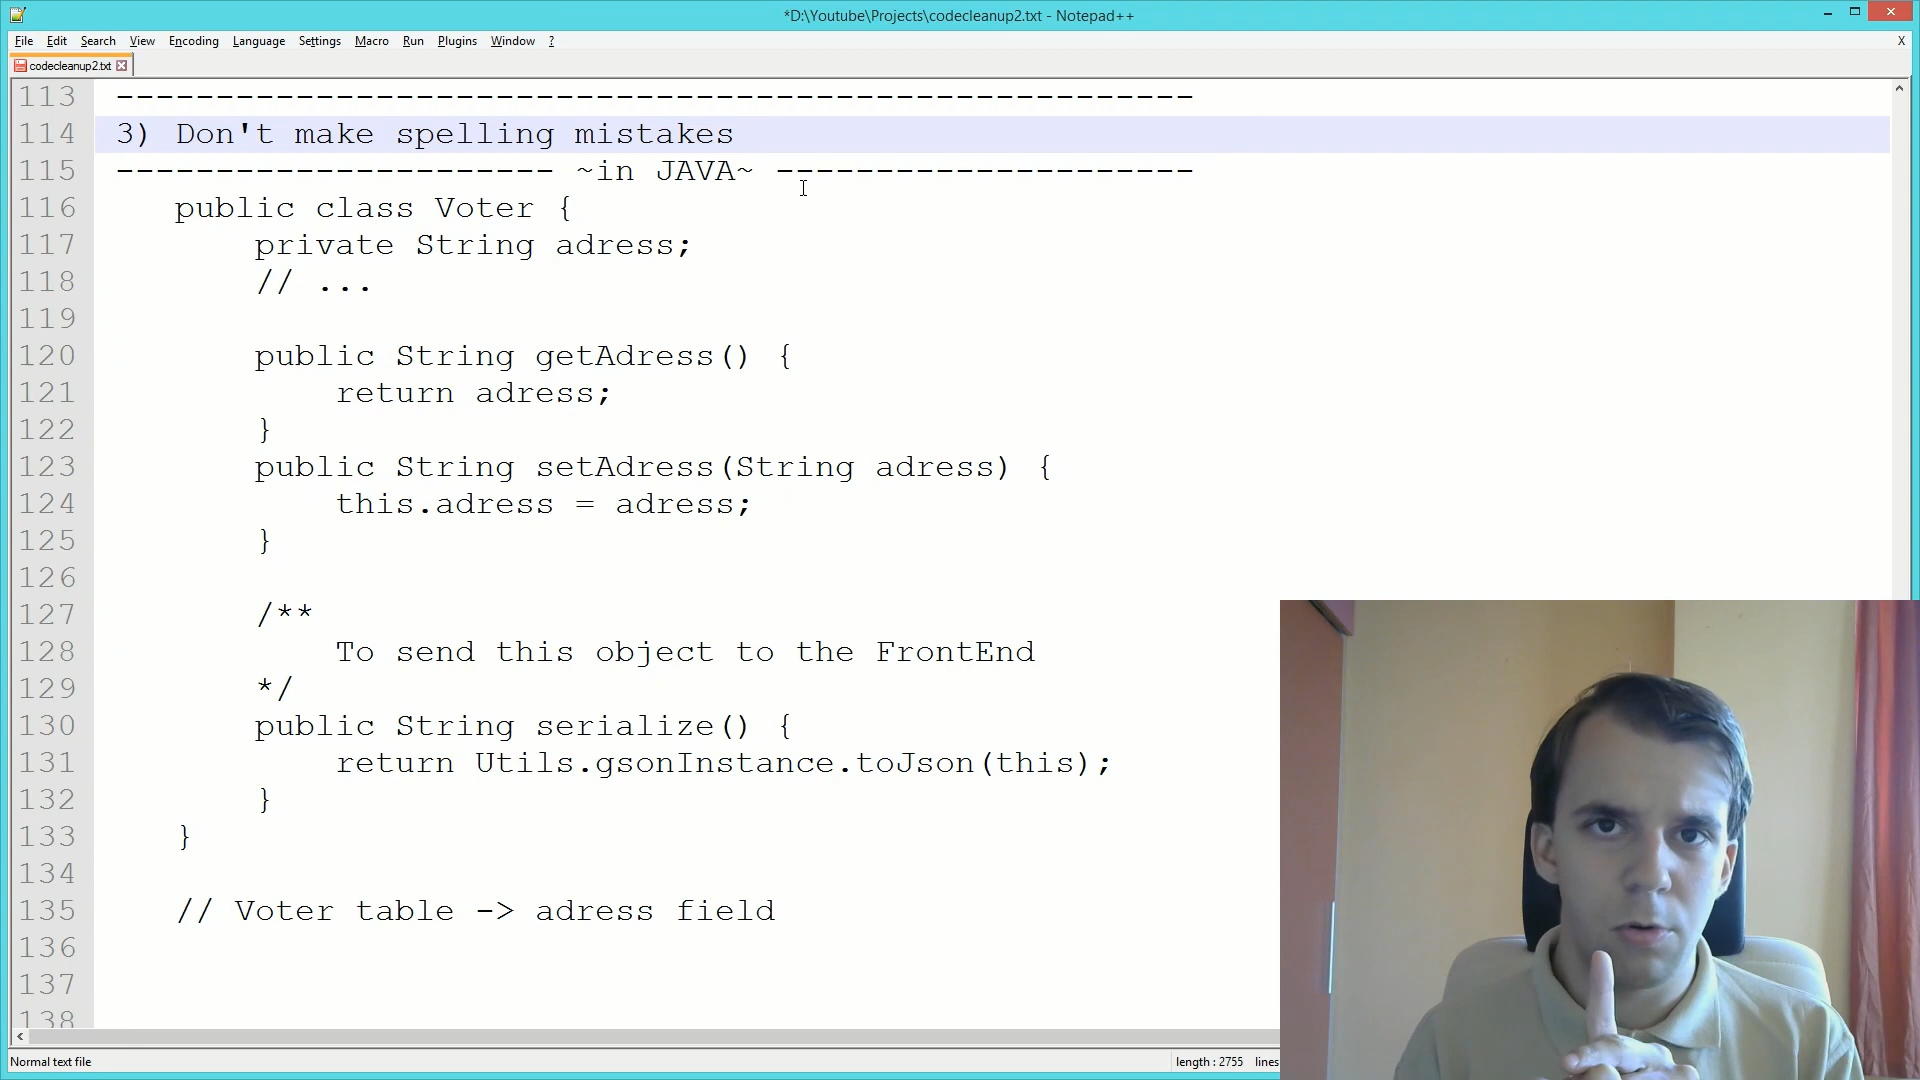 *D:\Youtube\Projects\codecleanup2.txt - Notepad++
File Edit Search View Encoding Language Settings Macro Run Plugins Window ? X
codecleanup2.txt
113 ------------------------------------------------------
114 3) Don't make spelling mistakes
115 ---------------------- ~in JAVA~ ---------------------
116 public class Voter {
117 private String adress;
118 // ...
119
120 public String getAdress() {
121 return adress;
122 }
123 public String setAdress(String adress) {
124 this.adress = adress;
125 }
126
127 /**
128 To send this object to the FrontEnd
129 */
130 public String serialize() {
131 return Utils.gsonInstance.toJson(this);
132 }
133 }
134
135 // Voter table -> adress field
136
137
138
Normal text file length : 2755 lines